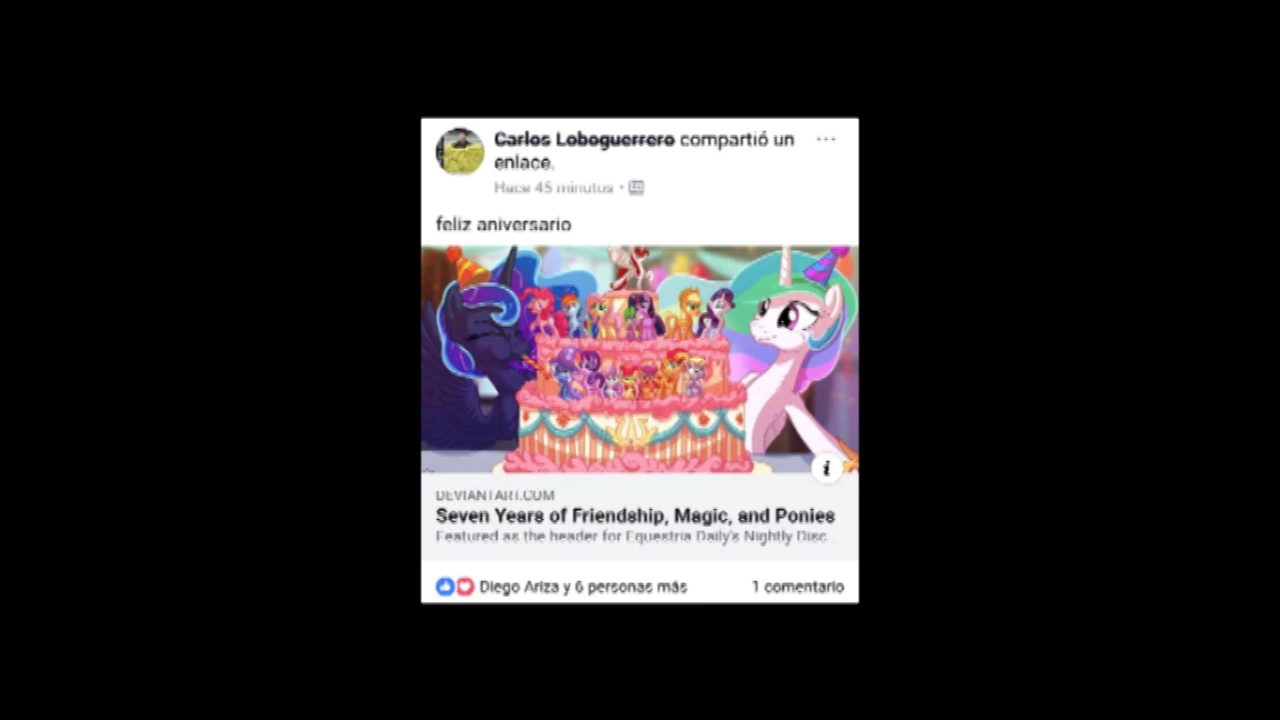 Carlos Loboguerrero compartió un
enlace.
Hace 45 minutos ·
feliz aniversario
DEVIANTART.COM
Seven Years of Friendship, Magic, and Ponies
Featured as the header for Equestria Daily's Nightly Disc...
Diego Ariza y 6 personas más
1 comentario